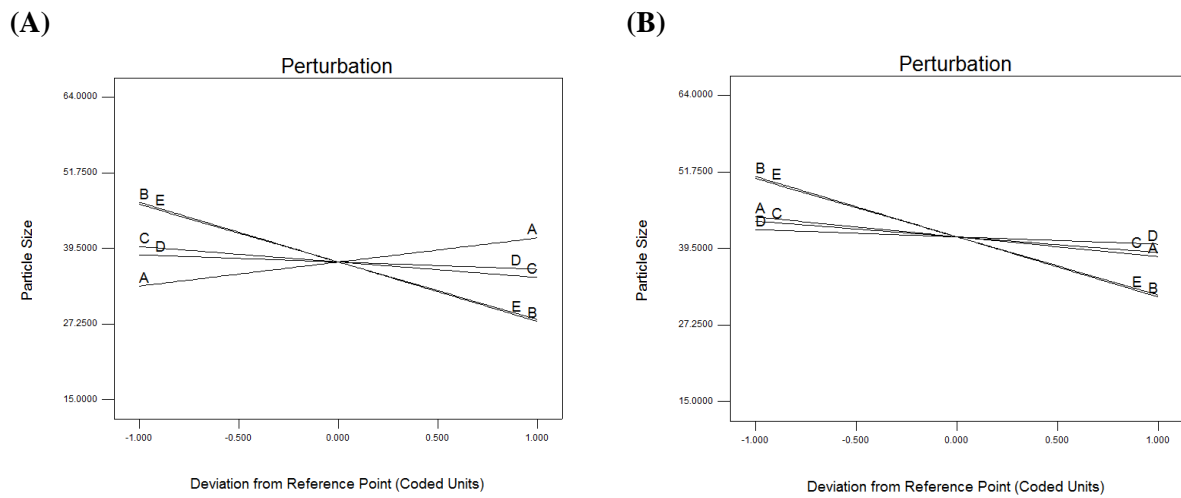 (A)
Perturbation
64.0000
51.7500
39.5000
27.2500
15.0000
Particle Size
B E
C
D
A
A
D
C
E B
-1.000 -0.500 0.000 0.500 1.000
Deviation from Reference Point (Coded Units)
(B)
Perturbation
64.0000
51.7500
39.5000
27.2500
15.0000
Particle Size
B E
A C
D
D
C A
E B
-1.000 -0.500 0.000 0.500 1.000
Deviation from Reference Point (Coded Units)